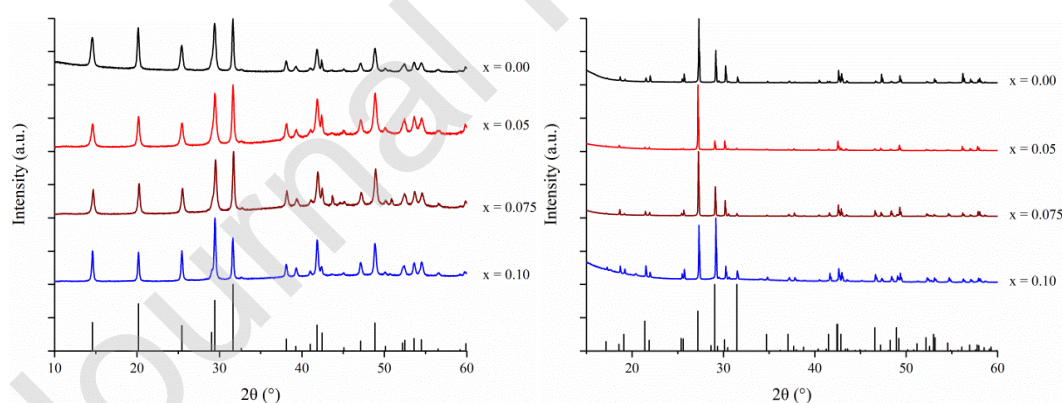 Journal
Intensity (a.u.)
x = 0.00
x = 0.05
x = 0.075
x = 0.10
10 20 30 40 50 60
2θ (°)
Intensity (a.u.)
x = 0.00
x = 0.05
x = 0.075
x = 0.10
20 30 40 50 60
2θ (°)